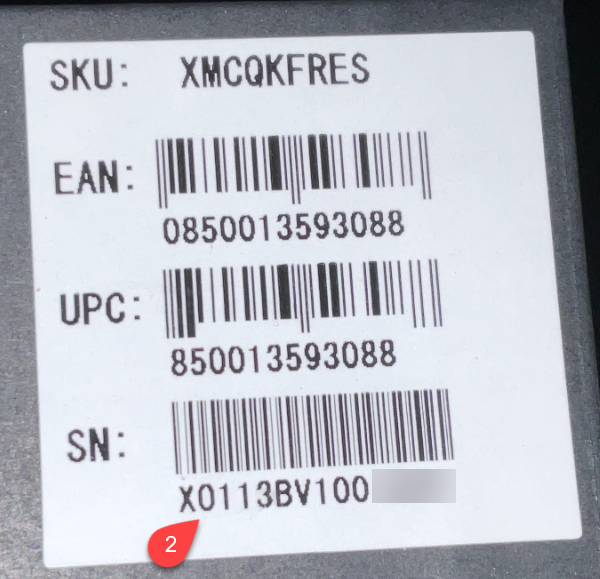 SKU: XMCQKFRES
EAN:
0850013593088
UPC:
850013593088
SN:
X0113BV100
2